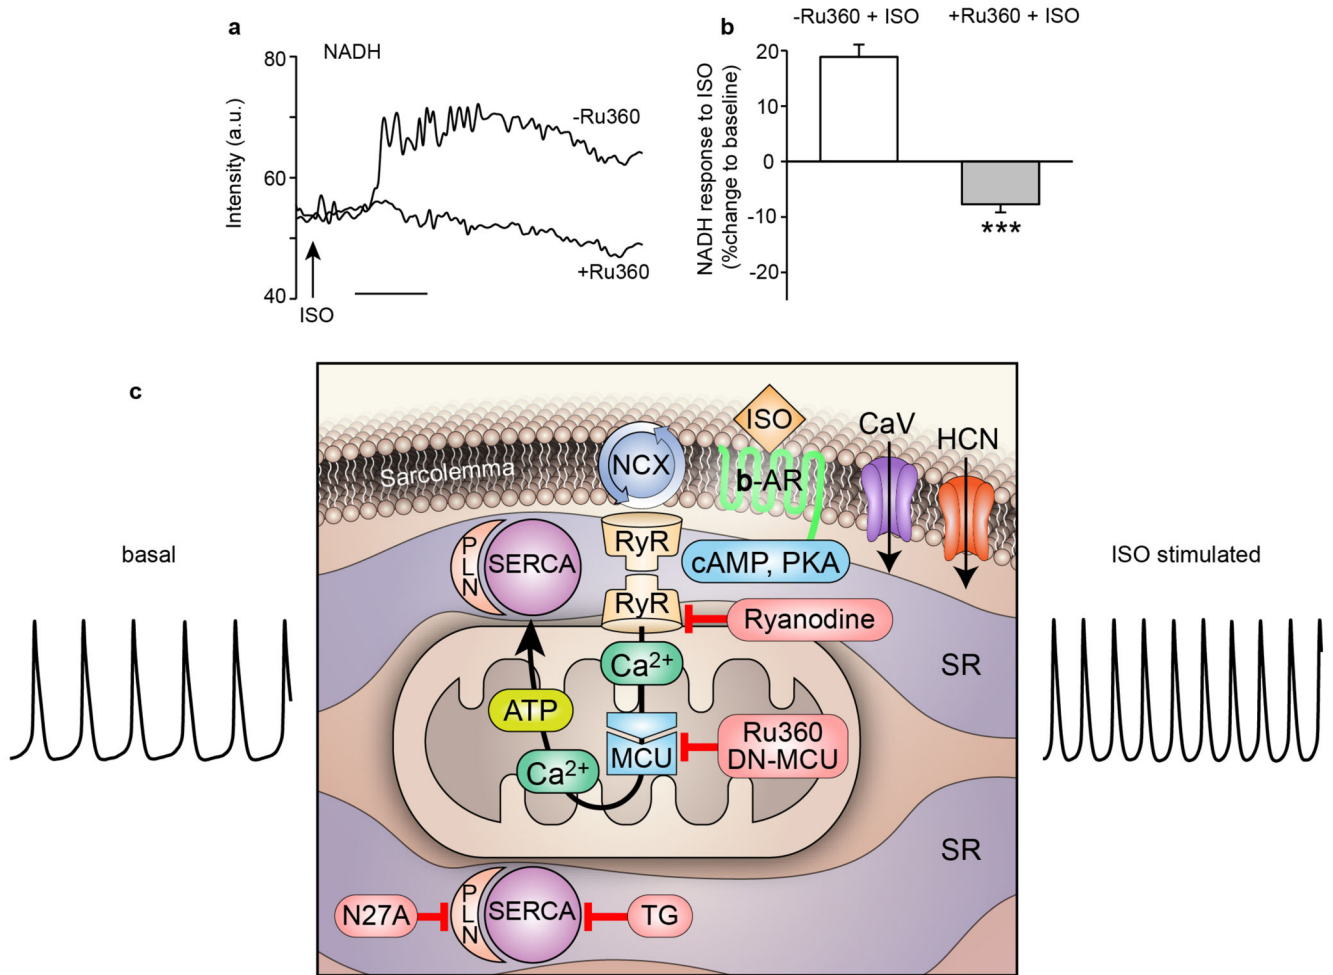 a
NADH
Intensity (a.u.)
80
60
40
-Ru360
+Ru360
ISO
b
-Ru360 + ISO
+Ru360 + ISO
NADH response to ISO
(%change to baseline)
20
10
0
-10
-20
***
c
basal
ISO stimulated
Sarcolemma
NCX
ISO
b-AR
CaV
HCN
PLN
SERCA
RyR
cAMP, PKA
RyR
Ryanodine
SR
Ca2+
ATP
MCU
Ru360
DN-MCU
Ca2+
SR
N27A
PLN
SERCA
TG